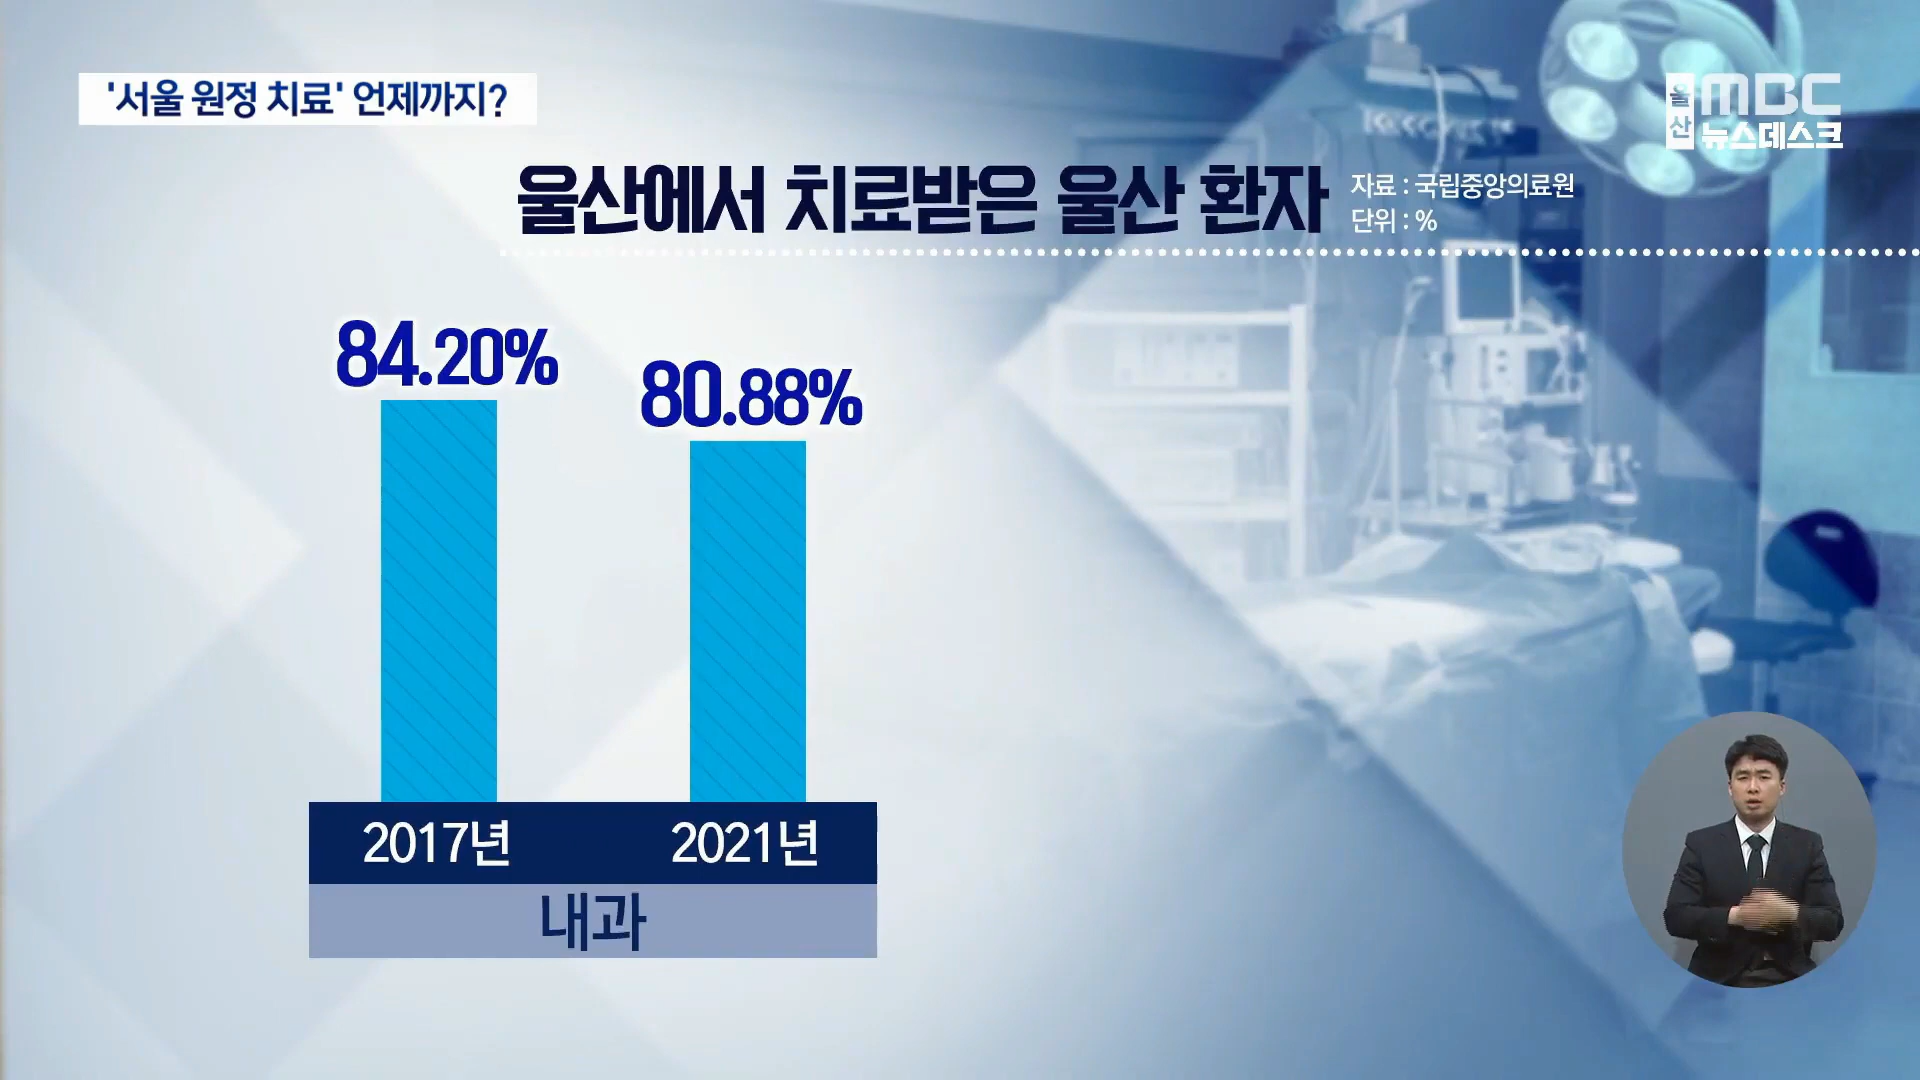 '서울 원정 치료' 언제까지?
울산 MBC
뉴스데스크
울산에서 치료받은 울산 환자
자료 : 국립중앙의료원
단위 : %
84.20%
80.88%
2017년
2021년
내과